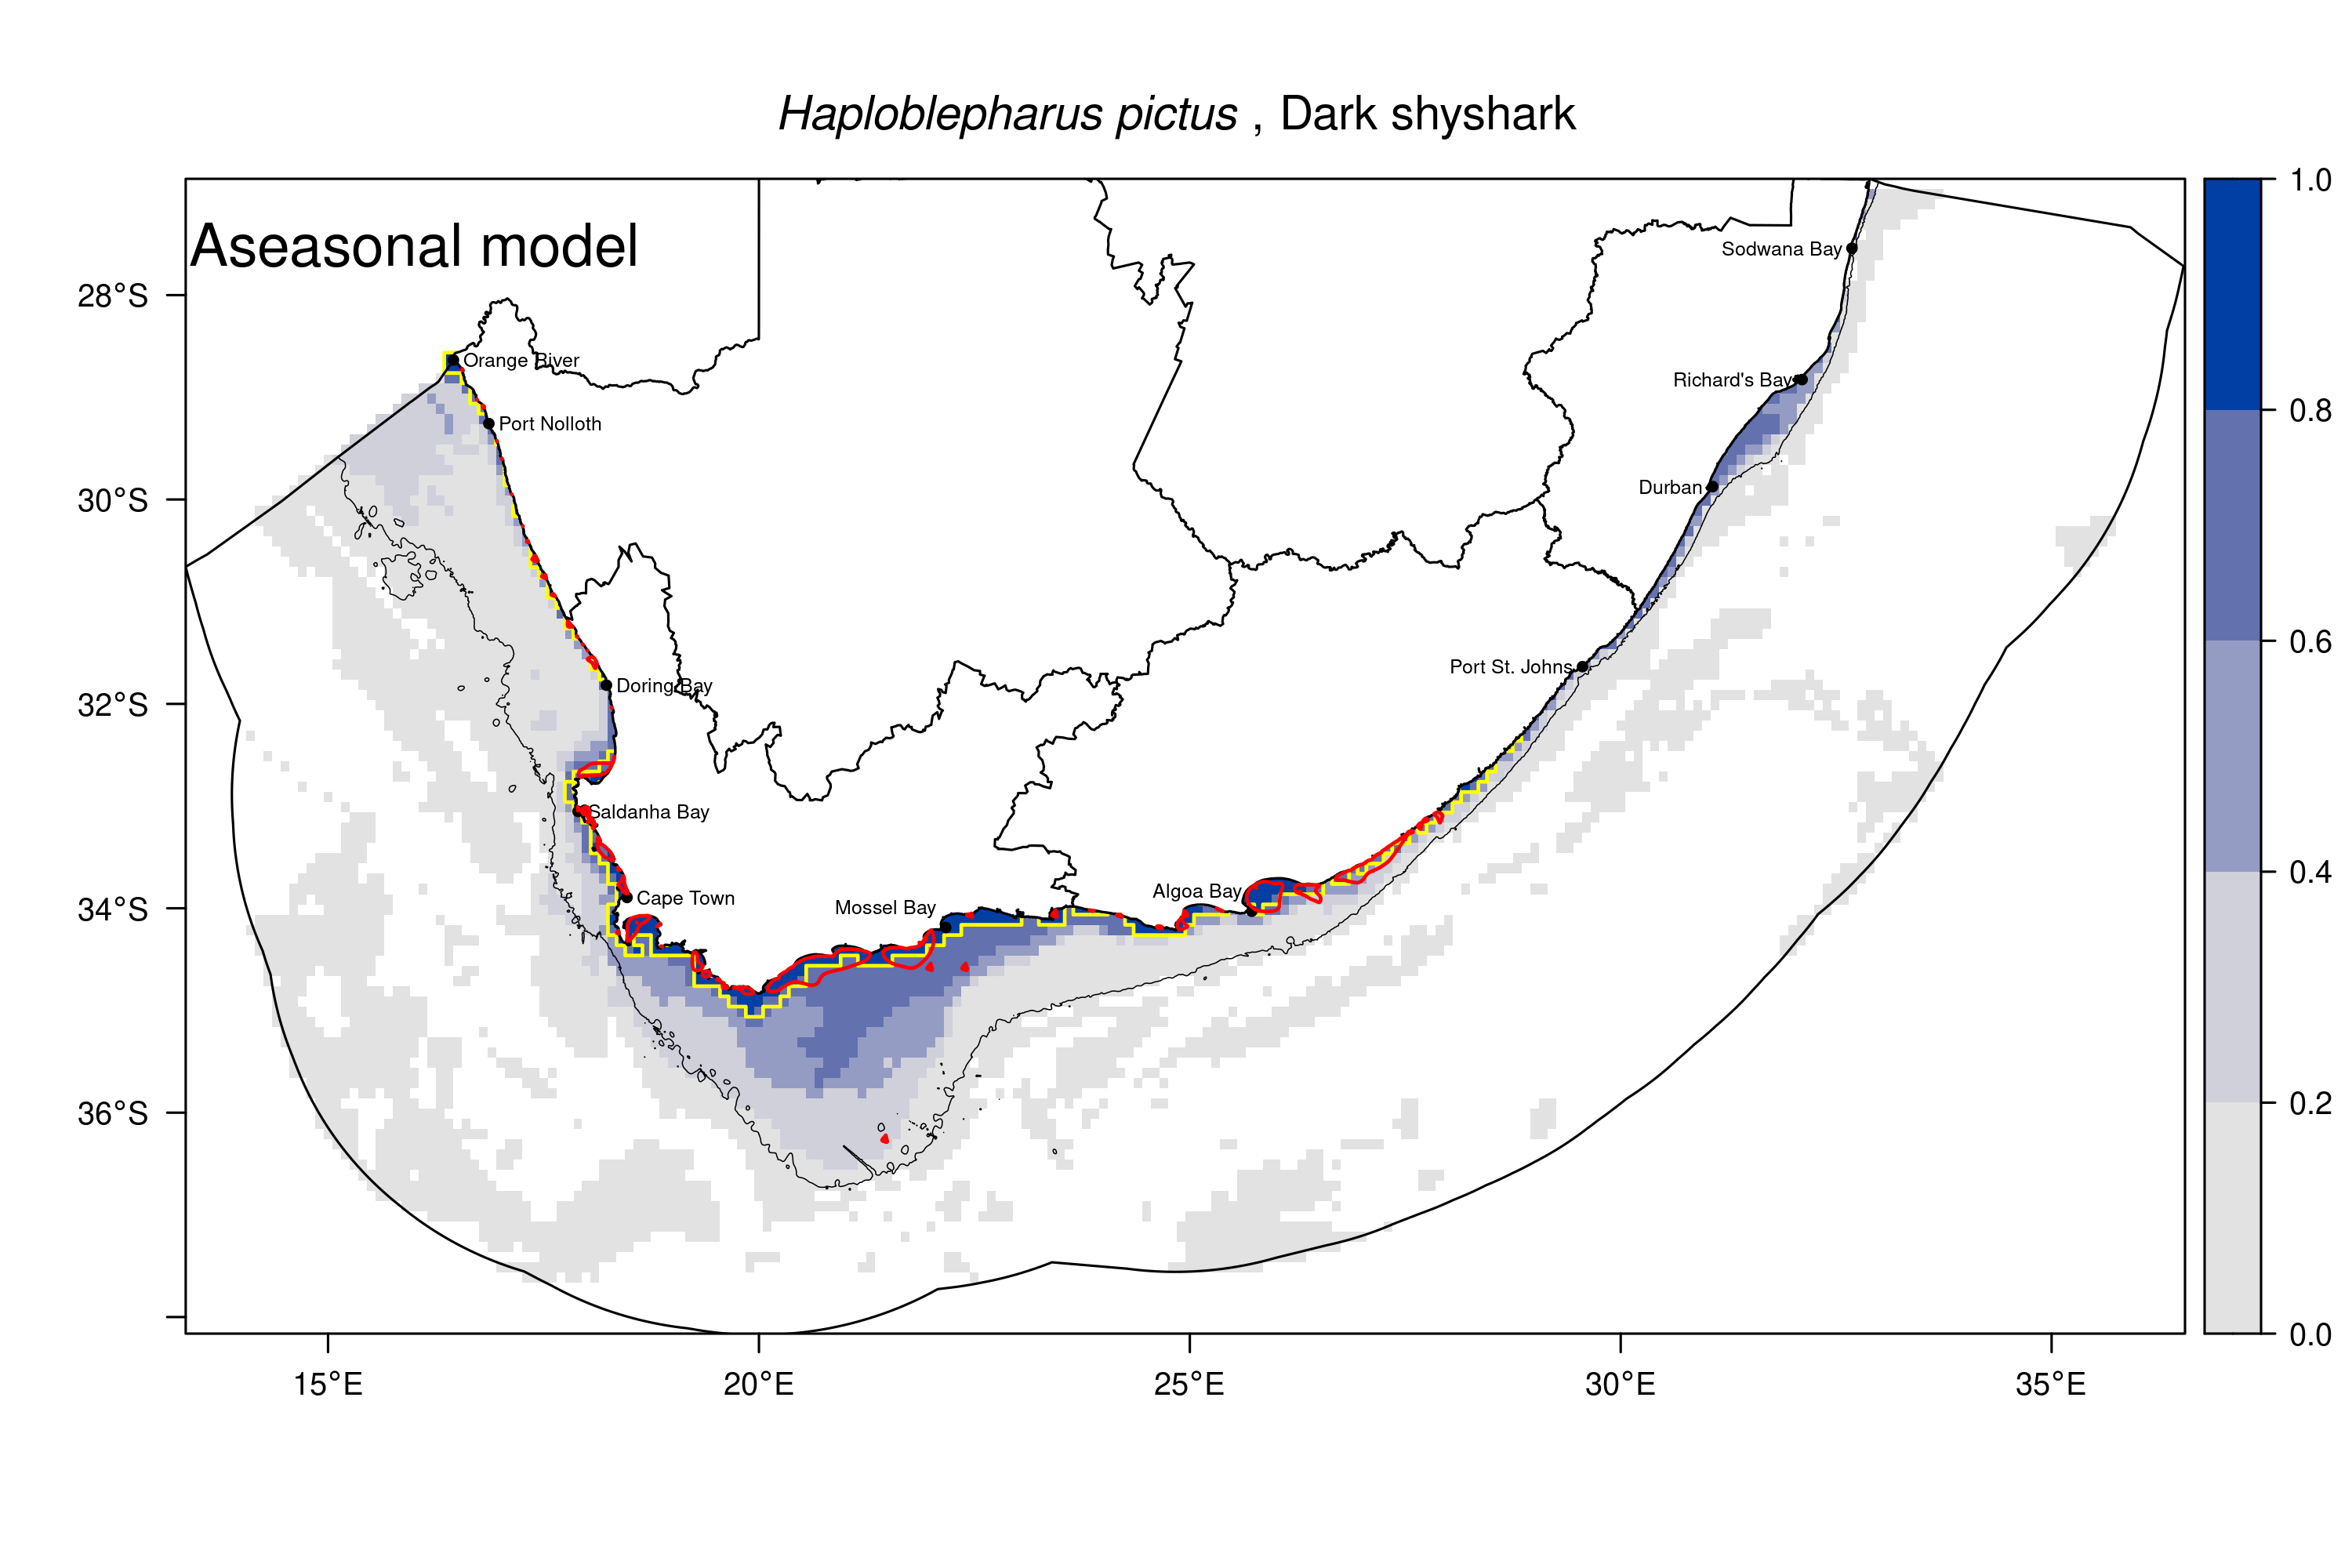 Haploblepharus pictus , Dark shyshark
Aseasonal model
1.0
0.8
0.6
0.4
0.2
0.0
28°S
30°S
32°S
34°S
36°S
Sodwana Bay
Orange River
Richard's Bay
Port Nolloth
Durban
Port St. Johns
Doring Bay
Saldanha Bay
Algoa Bay
Cape Town
Mossel Bay
15°E
20°E
25°E
30°E
35°E